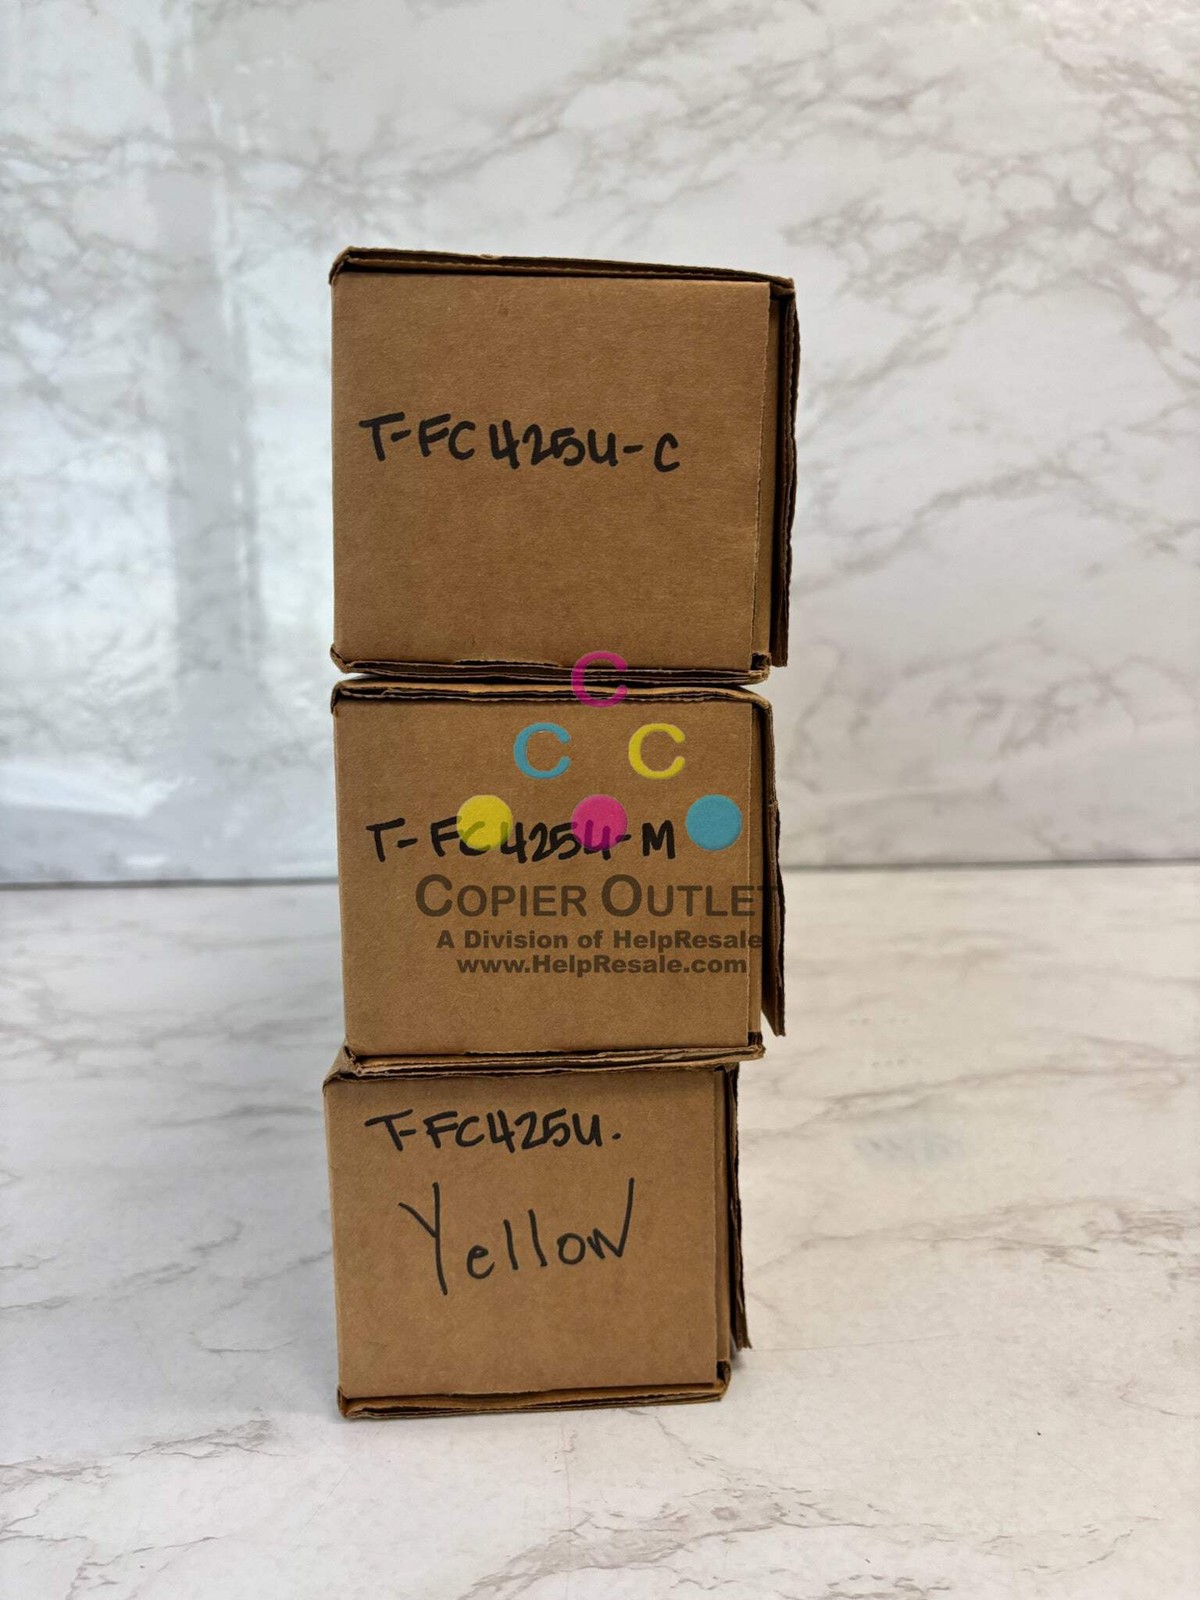 T-FC425U-C
C
C C
T-FC425U-M
COPIER OUTLET
A Division of HelpResale
www.HelpResale.com
T-FC425U.
Yellow